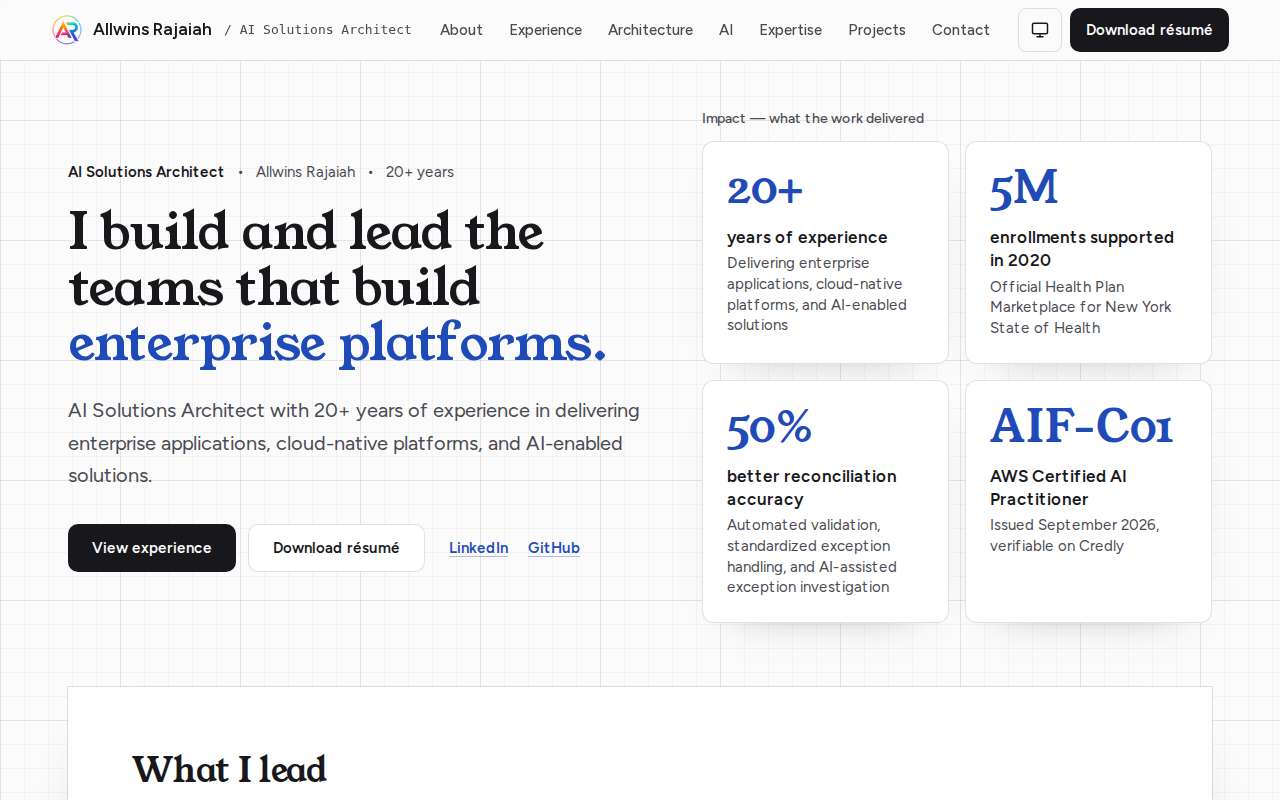 AR Allwins Rajaiah / AI Solutions Architect About Experience Architecture AI Expertise Projects Contact Download résumé
AI Solutions Architect • Allwins Rajaiah • 20+ years
I build and lead the
teams that build
enterprise platforms.
AI Solutions Architect with 20+ years of experience in delivering
enterprise applications, cloud-native platforms, and AI-enabled
solutions.
View experience Download résumé LinkedIn GitHub
Impact — what the work delivered
20+
years of experience
Delivering enterprise
applications, cloud-native
platforms, and AI-enabled
solutions
5M
enrollments supported
in 2020
Official Health Plan
Marketplace for New York
State of Health
50%
better reconciliation
accuracy
Automated validation,
standardized exception
handling, and AI-assisted
exception investigation
AIF-C01
AWS Certified AI
Practitioner
Issued September 2026,
verifiable on Credly
What I lead